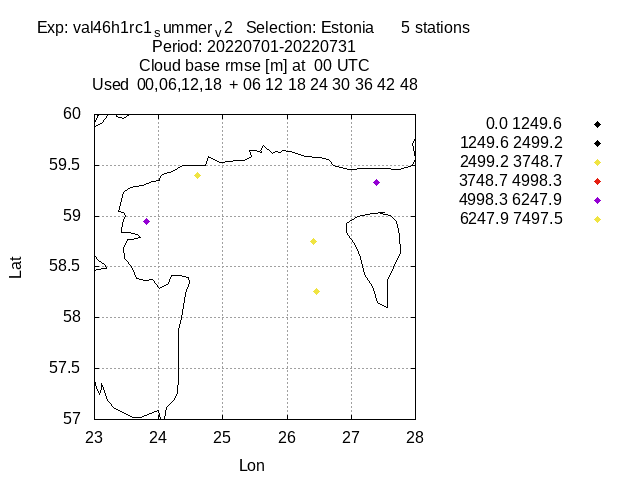 Exp: val46h1rc1summerv2 Selection: Estonia 5 stations
Period: 20220701-20220731
Cloud base rmse [m] at 00 UTC
Used 00,06,12,18 + 06 12 18 24 30 36 42 48
0.0 1249.6
1249.6 2499.2
2499.2 3748.7
3748.7 4998.3
4998.3 6247.9
6247.9 7497.5
60
59.5
59
58.5
58
57.5
57
Lat
23 24 25 26 27 28
Lon